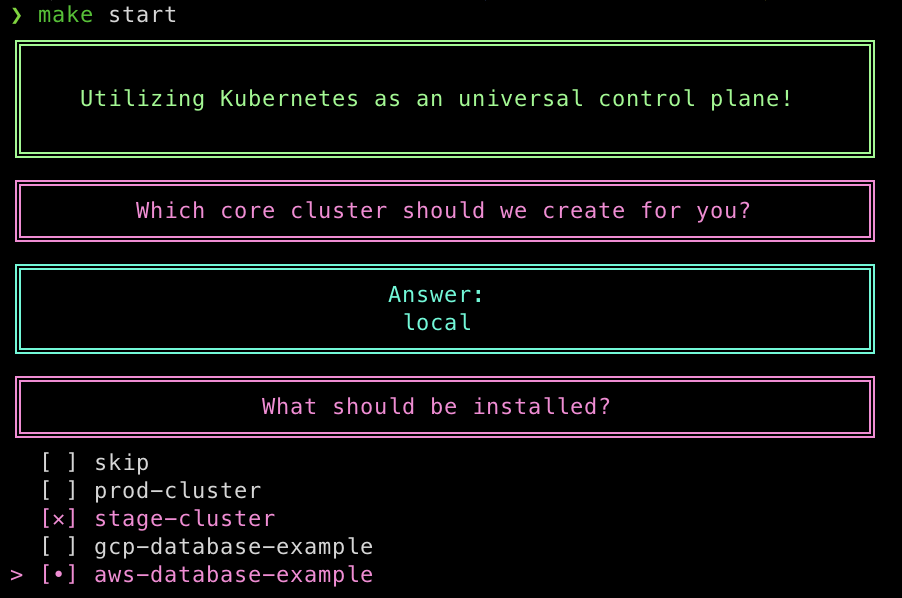 ❯ make start
Utilizing Kubernetes as an universal control plane!
Which core cluster should we create for you?
Answer:
local
What should be installed?
[ ] skip
[ ] prod-cluster
[×] stage-cluster
[ ] gcp-database-example
> [•] aws-database-example